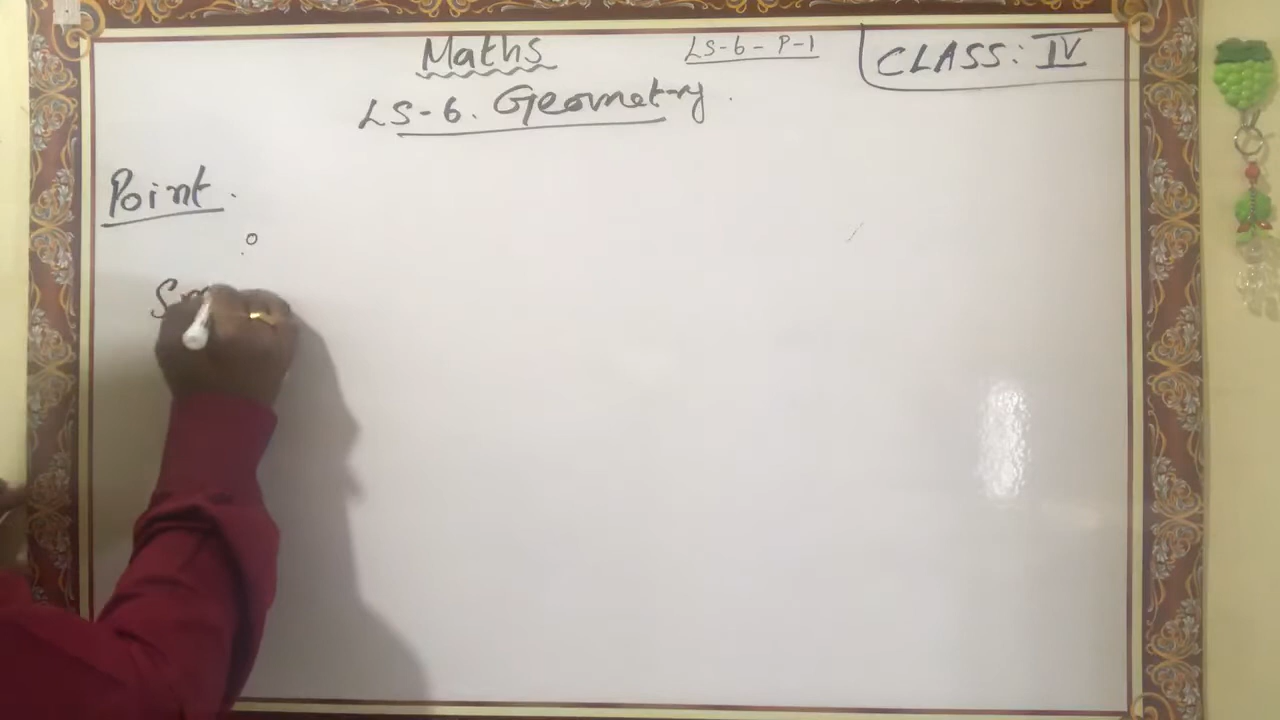 Maths
LS-6-P-1
CLASS: IV
LS-6. Geometry.
Point.